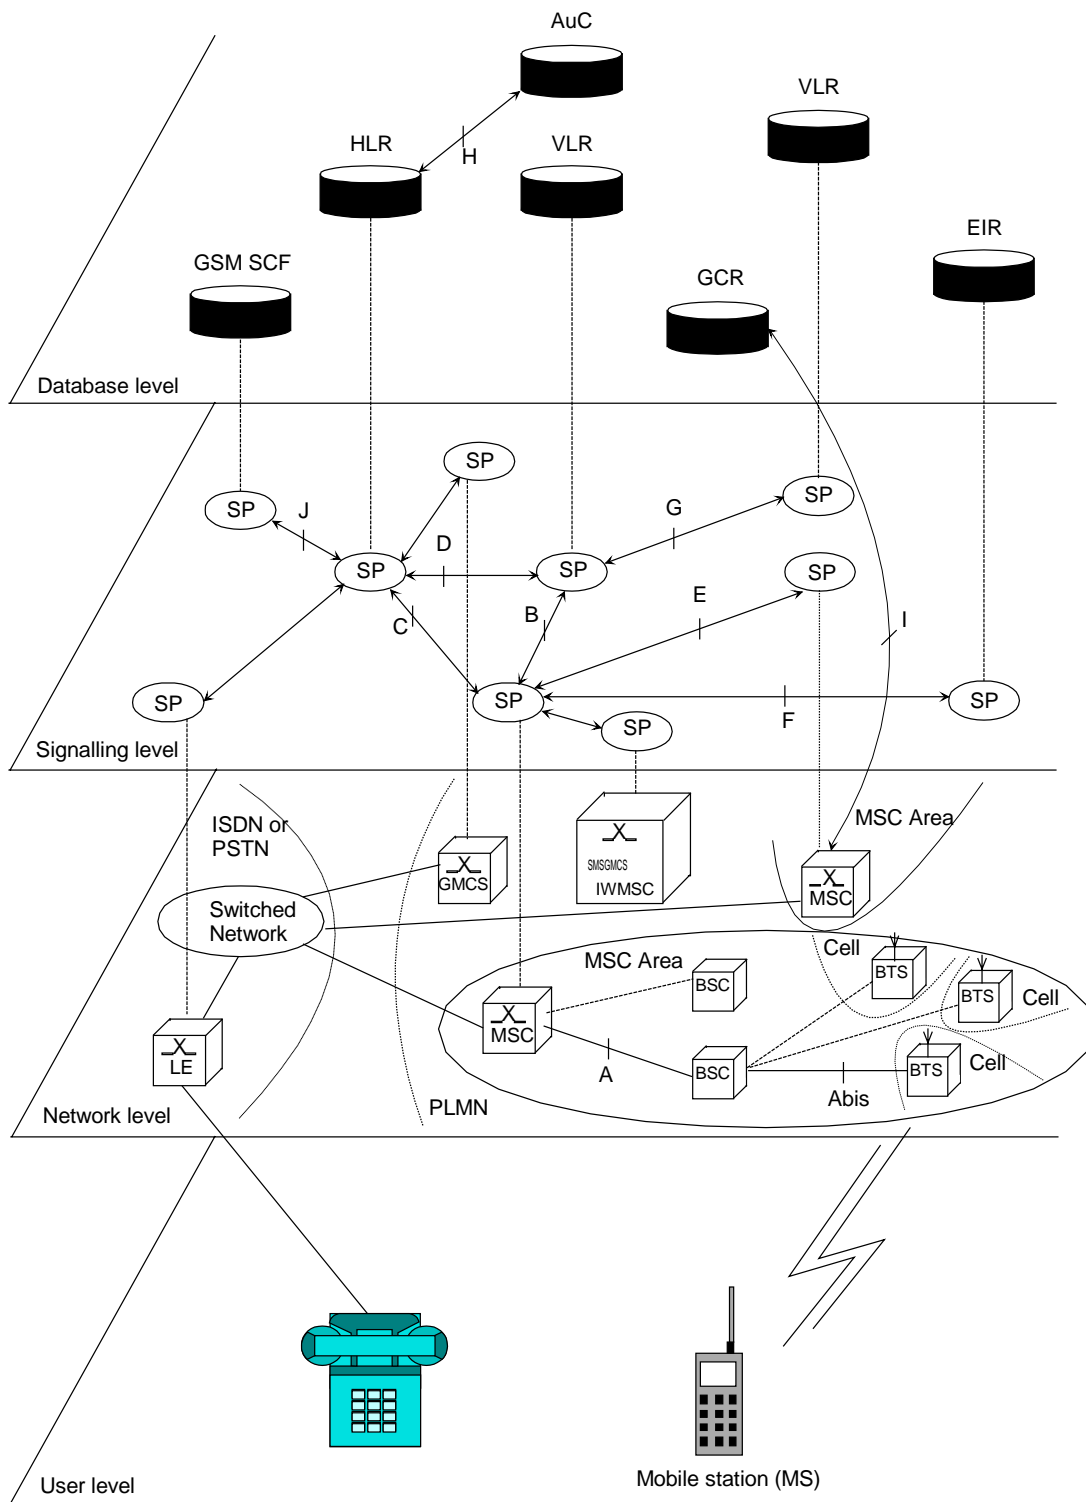 AuC
VLR
HLR
H
VLR
EIR
GSM SCF
GCR
Database level
SP
SP
J
G
SP
D
SP
SP
SP
E
B
C
I
SP
SP
SP
F
SP
Signalling level
ISDN or
PSTN
MSC Area
GMCS
SMSGMCS
IWMSC
MSC
Switched
Network
Cell
MSC Area
BTS
BSC
BTS
Cell
MSC
LE
A
BSC
BTS
Cell
Abis
PLMN
Network level
Mobile station (MS)
User level